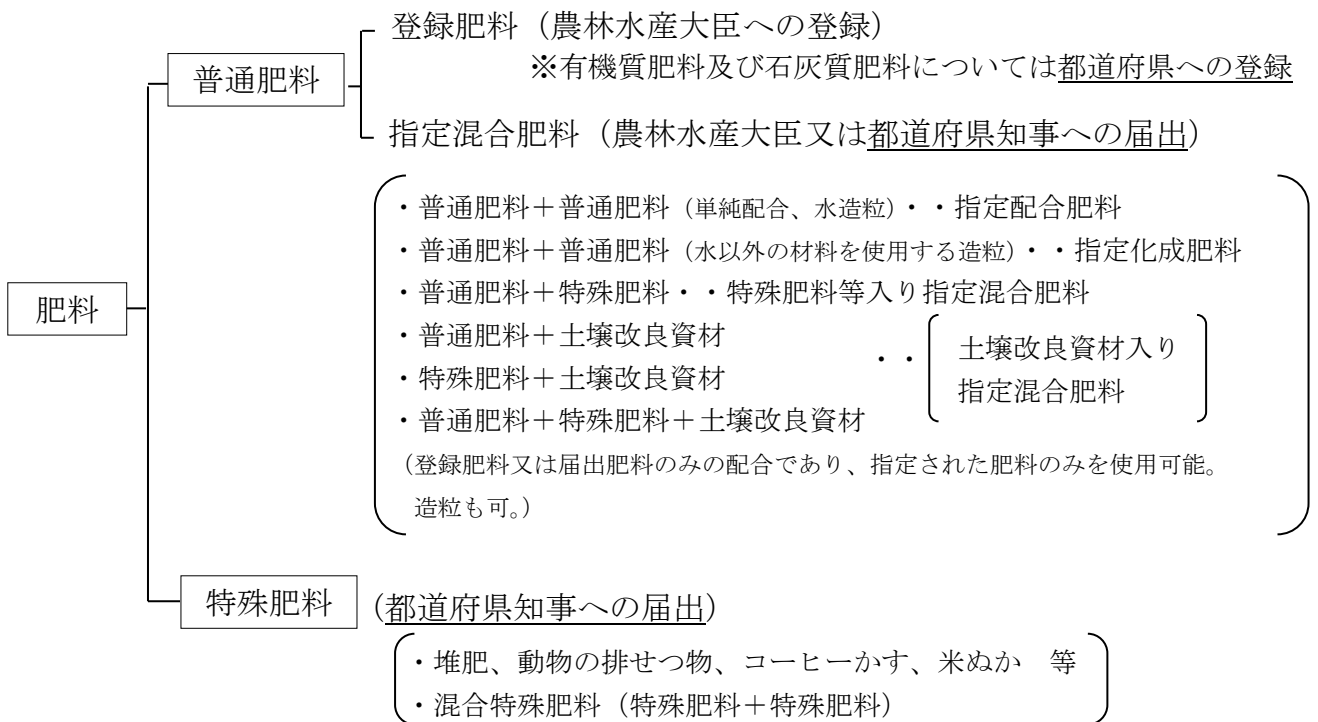 登録肥料（農林水産大臣への登録）
普通肥料
※有機質肥料及び石灰質肥料については都道府県への登録
指定混合肥料（農林水産大臣又は都道府県知事への届出）
・普通肥料＋普通肥料（単純配合、水造粒）・・指定配合肥料
・普通肥料＋普通肥料（水以外の材料を使用する造粒）・・指定化成肥料
・普通肥料＋特殊肥料・・特殊肥料等入り指定混合肥料
肥料
・普通肥料＋土壌改良資材
・特殊肥料＋土壌改良資材
・普通肥料＋特殊肥料＋土壌改良資材
・・
土壌改良資材入り
指定混合肥料
（登録肥料又は届出肥料のみの配合であり、指定された肥料のみを使用可能。
造粒も可。）
特殊肥料（都道府県知事への届出）
・堆肥、動物の排せつ物、コーヒーかす、米ぬか　等
・混合特殊肥料（特殊肥料＋特殊肥料）